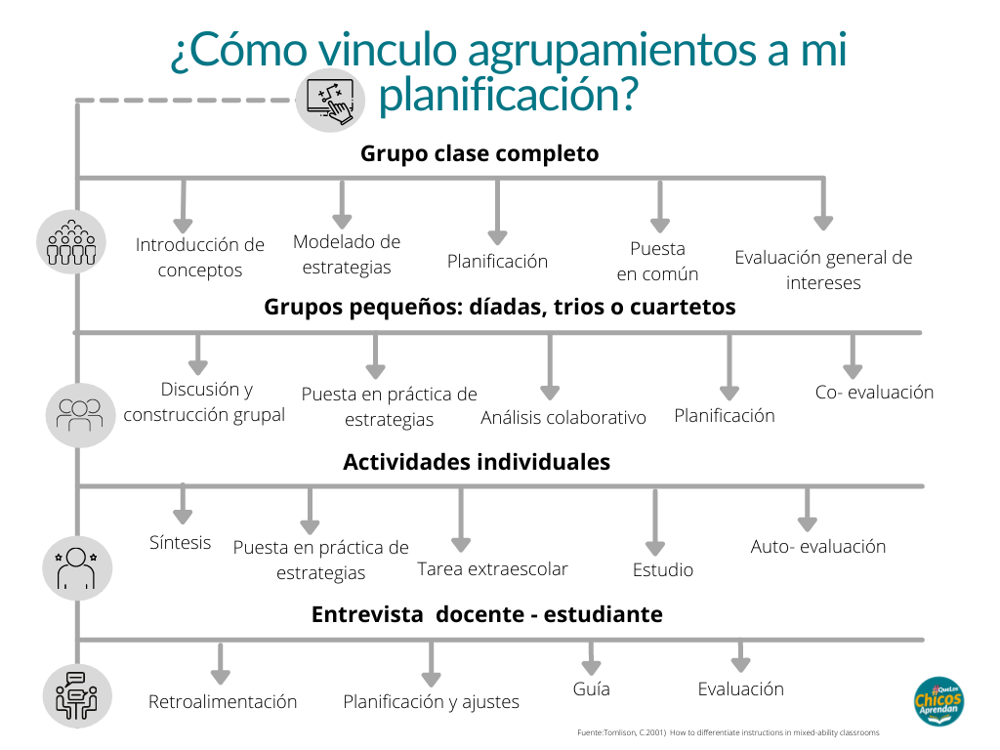 ¿Cómo vinculo agrupamientos a mi
planificación?
Grupo clase completo
Introducción de
conceptos
Modelado de
estrategias
Planificación
Puesta
en común
Evaluación general de
intereses
Grupos pequeños: díadas, trios o cuartetos
Discusión y
construcción grupal
Puesta en práctica de
estrategias
Análisis colaborativo
Planificación
Co- evaluación
Actividades individuales
Síntesis
Puesta en práctica de
estrategias
Tarea extraescolar
Estudio
Auto- evaluación
Entrevista docente - estudiante
Retroalimentación
Planificación y ajustes
Guía
Evaluación
#QueLos
Chicos
Aprendan
Fuente:Tomlison, C.2001) How to differentiate instructions in mixed-ability classrooms